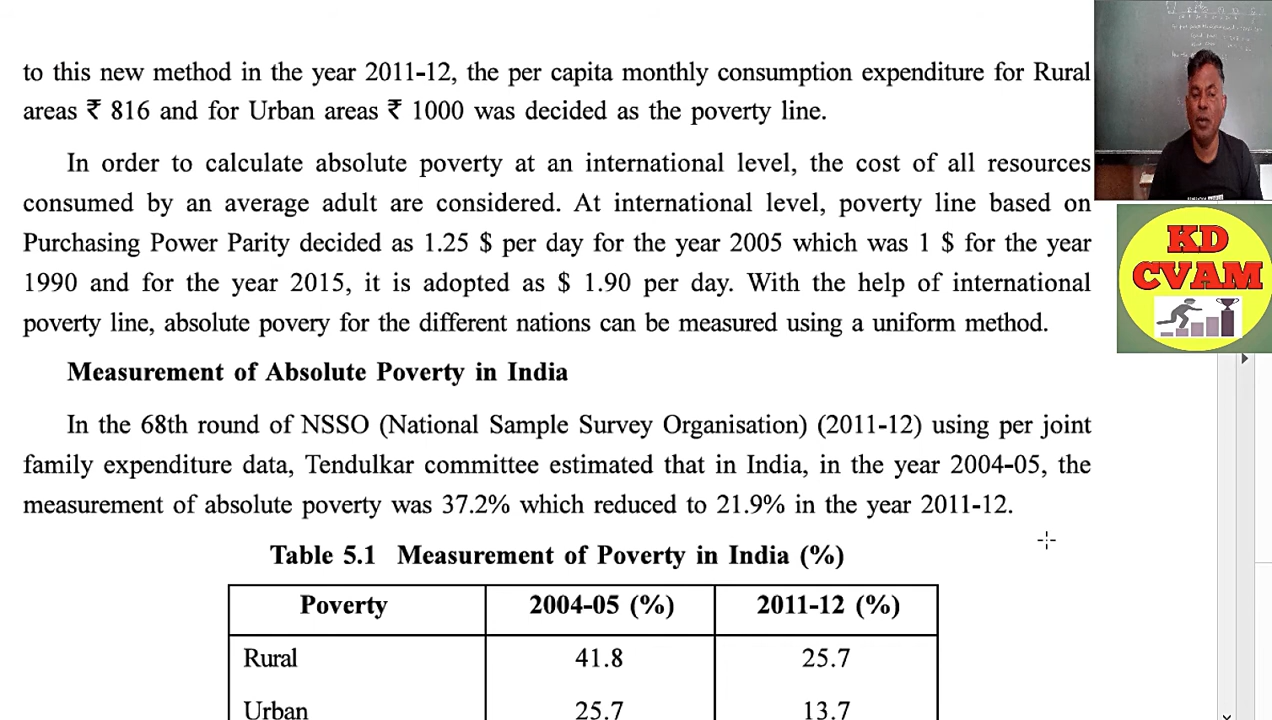 to this new method in the year 2011-12, the per capita monthly consumption expenditure for Rural
areas ₹ 816 and for Urban areas ₹ 1000 was decided as the poverty line.
In order to calculate absolute poverty at an international level, the cost of all resources
consumed by an average adult are considered. At international level, poverty line based on
Purchasing Power Parity decided as 1.25 $ per day for the year 2005 which was 1 $ for the year
1990 and for the year 2015, it is adopted as $ 1.90 per day. With the help of international
poverty line, absolute povery for the different nations can be measured using a uniform method.
Measurement of Absolute Poverty in India
In the 68th round of NSSO (National Sample Survey Organisation) (2011-12) using per joint
family expenditure data, Tendulkar committee estimated that in India, in the year 2004-05, the
measurement of absolute poverty was 37.2% which reduced to 21.9% in the year 2011-12.
Table 5.1 Measurement of Poverty in India (%)
Poverty 2004-05 (%) 2011-12 (%)
Rural 41.8 25.7
Urban 25.7 13.7
KD
CVAM